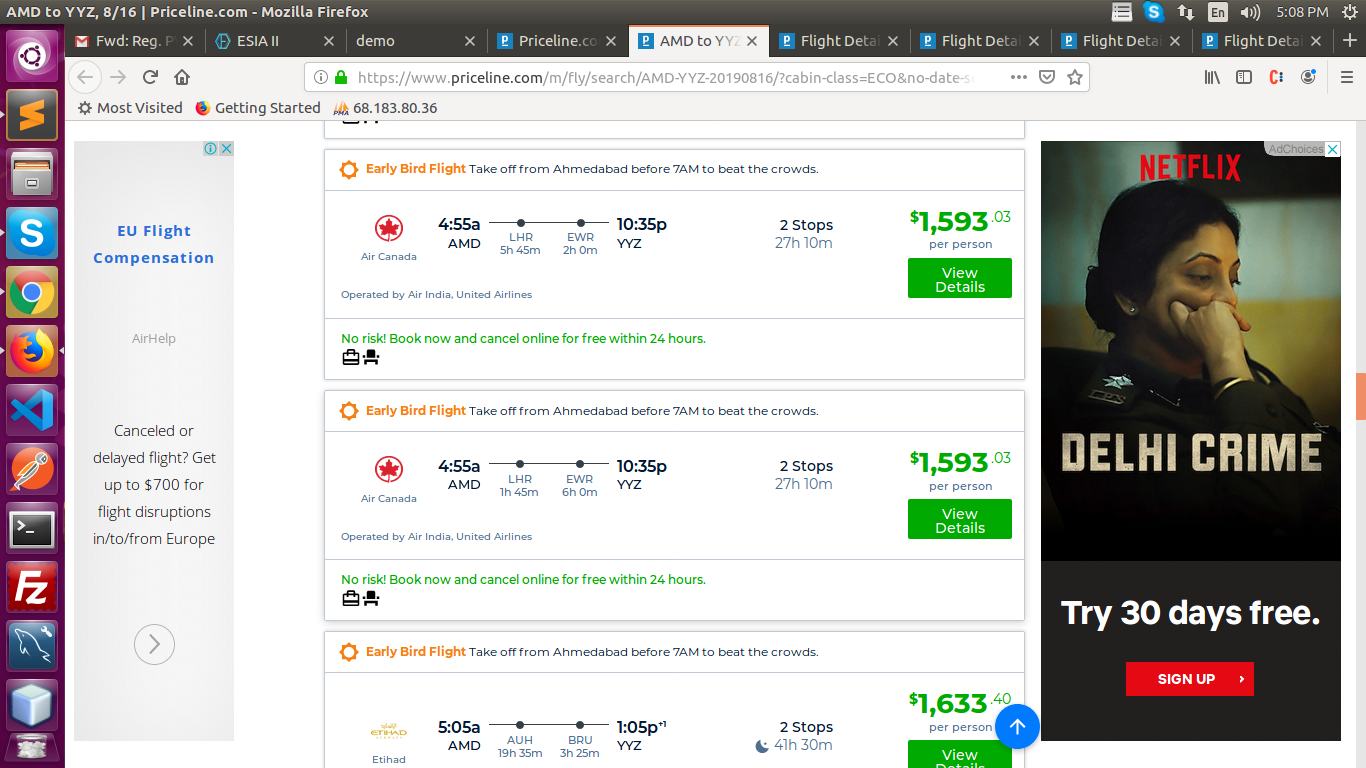 AMD to YYZ, 8/16 | Priceline.com - Mozilla Firefox
En
5:08 PM
Fwd: Reg. P
ESIA II
demo
Priceline.co
AMD to YYZ
Flight Detai
Flight Detai
Flight Detai
Flight Detai
https://www.priceline.com/m/fly/search/AMD-YYZ-20190816/?cabin-class=ECO&no-date-s
Most Visited
Getting Started
PMA
68.183.80.36
EU Flight
Compensation
AirHelp
Canceled or
delayed flight? Get
up to $700 for
flight disruptions
in/to/from Europe
Early Bird Flight Take off from Ahmedabad before 7AM to beat the crowds.
Air Canada
4:55a
AMD
LHR
5h 45m
EWR
2h 0m
10:35p
YYZ
2 Stops
27h 10m
$1,593.03
per person
View
Details
Operated by Air India, United Airlines
No risk! Book now and cancel online for free within 24 hours.
Early Bird Flight Take off from Ahmedabad before 7AM to beat the crowds.
Air Canada
4:55a
AMD
LHR
1h 45m
EWR
6h 0m
10:35p
YYZ
2 Stops
27h 10m
$1,593.03
per person
View
Details
Operated by Air India, United Airlines
No risk! Book now and cancel online for free within 24 hours.
Early Bird Flight Take off from Ahmedabad before 7AM to beat the crowds.
ETIHAD
Etihad
5:05a
AMD
AUH
19h 35m
BRU
3h 25m
1:05p+1
YYZ
2 Stops
41h 30m
$1,633.40
per person
View
Details
AdChoices
NETFLIX
DELHI CRIME
Try 30 days free.
SIGN UP